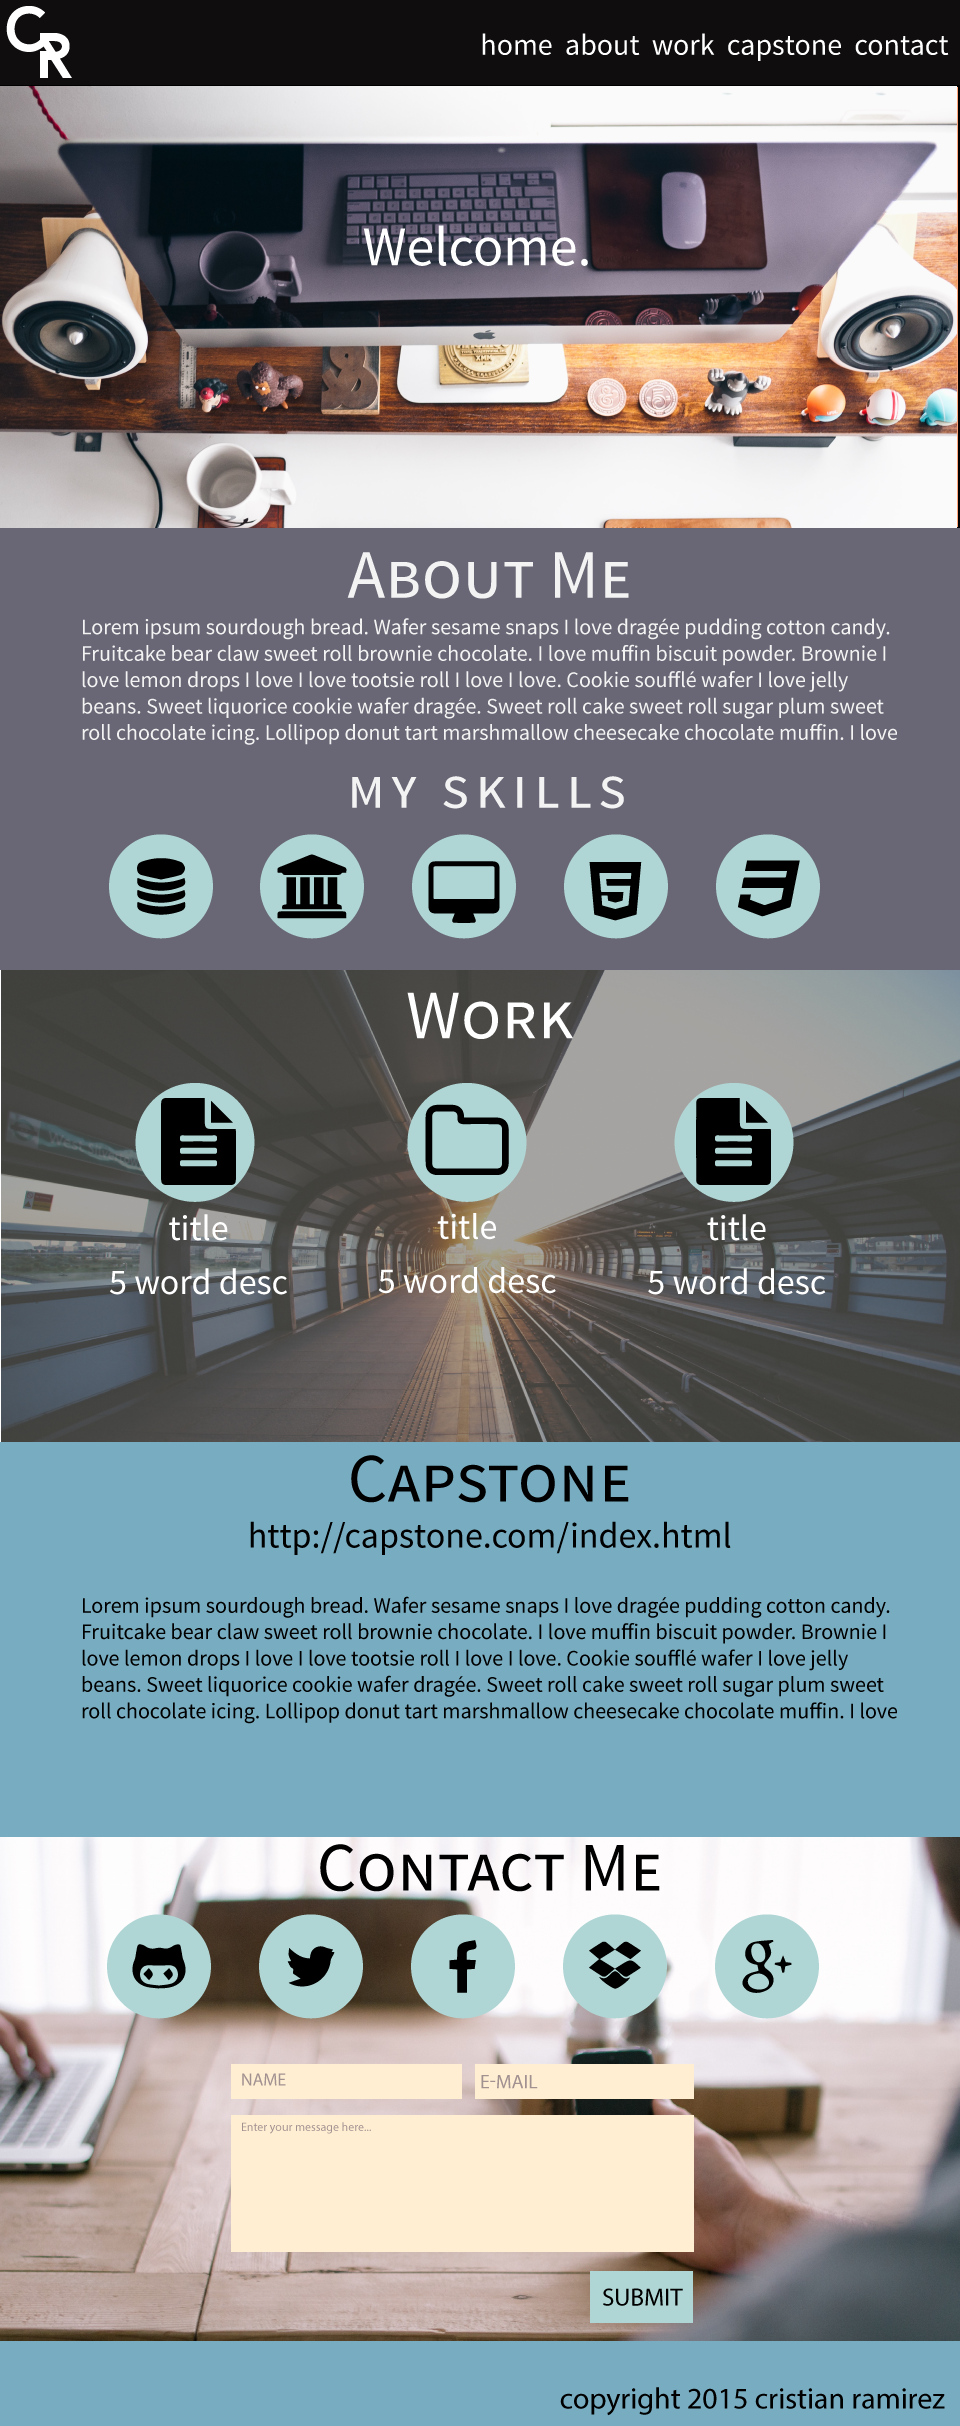 CR
home about work capstone contact
Welcome.
About Me
Lorem ipsum sourdough bread. Wafer sesame snaps I love dragée pudding cotton candy.
Fruitcake bear claw sweet roll brownie chocolate. I love muffin biscuit powder. Brownie I
love lemon drops I love I love tootsie roll I love I love. Cookie soufflé wafer I love jelly
beans. Sweet liquorice cookie wafer dragée. Sweet roll cake sweet roll sugar plum sweet
roll chocolate icing. Lollipop donut tart marshmallow cheesecake chocolate muffin. I love
MY SKILLS
Work
title
title
title
5 word desc
5 word desc
5 word desc
Capstone
http://capstone.com/index.html
Lorem ipsum sourdough bread. Wafer sesame snaps I love dragée pudding cotton candy.
Fruitcake bear claw sweet roll brownie chocolate. I love muffin biscuit powder. Brownie I
love lemon drops I love I love tootsie roll I love I love. Cookie soufflé wafer I love jelly
beans. Sweet liquorice cookie wafer dragée. Sweet roll cake sweet roll sugar plum sweet
roll chocolate icing. Lollipop donut tart marshmallow cheesecake chocolate muffin. I love
Contact Me
NAME
E-MAIL
Enter your message here...
SUBMIT
copyright 2015 cristian ramirez